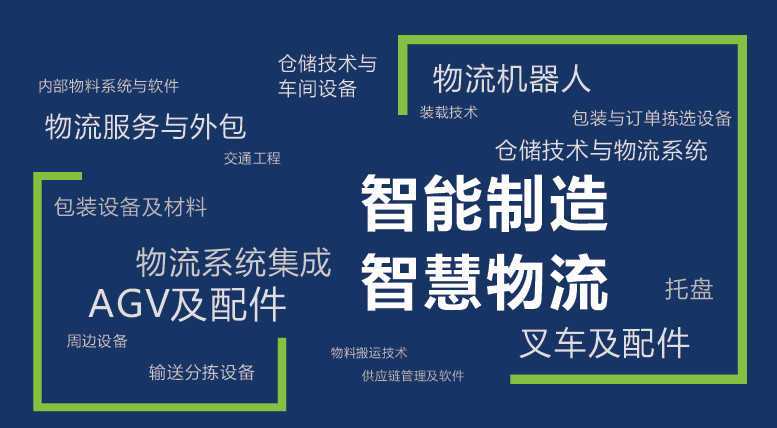 仓储技术与
车间设备
物流机器人
内部物料系统与软件
装载技术
包装与订单拣选设备
物流服务与外包
交通工程
仓储技术与物流系统
包装设备及材料
智能制造
物流系统集成
智慧物流
AGV及配件
托盘
周边设备
叉车及配件
物料搬运技术
输送分拣设备
供应链管理及软件